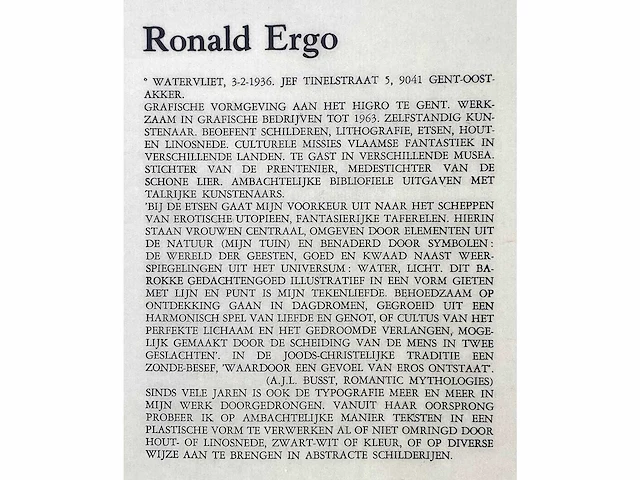 Ronald Ergo
° WATERVLIET, 3-2-1936. JEF TINELSTRAAT 5, 9041 GENT-OOST-
AKKER.
GRAFISCHE VORMGEVING AAN HET HIGRO TE GENT. WERK-
ZAAM IN GRAFISCHE BEDRIJVEN TOT 1963. ZELFSTANDIG KUN-
STENAAR. BEOEFENT SCHILDEREN, LITHOGRAFIE, ETSEN, HOUT-
EN LINOSNEDE. CULTURELE MISSIES VLAAMSE FANTASTIEK IN
VERSCHILLENDE LANDEN. TE GAST IN VERSCHILLENDE MUSEA.
STICHTER VAN DE PRENTENIER, MEDESTICHTER VAN DE
SCHONE LIER. AMBACHTELIJKE BIBLIOFIELE UITGAVEN MET
TALRIJKE KUNSTENAARS.
'BIJ DE ETSEN GAAT MIJN VOORKEUR UIT NAAR HET SCHEPPEN
VAN EROTISCHE UTOPIEEN, FANTASIERIJKE TAFERELEN. HIERIN
STAAN VROUWEN CENTRAAL, OMGEVEN DOOR ELEMENTEN UIT
DE NATUUR (MIJN TUIN) EN BENADERD DOOR SYMBOLEN:
DE WERELD DER GEESTEN, GOED EN KWAAD NAAST WEER-
SPIEGELINGEN UIT HET UNIVERSUM: WATER, LICHT. DIT BA-
ROKKE GEDACHTENGOED ILLUSTRATIEF IN EEN VORM GIETEN
MET LIJN EN PUNT IS MIJN TEKENLIEFDE. BEHOEDZAAM OP
ONTDEKKING GAAN IN DAGDROMEN, GEGROEID UIT EEN
HARMONISCH SPEL VAN LIEFDE EN GENOT, OF CULTUS VAN HET
PERFEKTE LICHAAM EN HET GEDROOMDE VERLANGEN, MOGE-
LIJK GEMAAKT DOOR DE SCHEIDING VAN DE MENS IN TWEE
GESLACHTEN'. IN DE JOODS-CHRISTELIJKE TRADITIE EEN
ZONDE-BESEF, 'WAARDOOR EEN GEVOEL VAN EROS ONTSTAAT'.
(A.J.L. BUSST, ROMANTIC MYTHOLOGIES)
SINDS VELE JAREN IS OOK DE TYPOGRAFIE MEER EN MEER IN
MIJN WERK DOORGEDRONGEN. VANUIT HAAR OORSPRONG
PROBEER IK OP AMBACHTELIJKE MANIER TEKSTEN IN EEN
PLASTISCHE VORM TE VERWERKEN AL OF NIET OMRINGD DOOR
HOUT- OF LINOSNEDE, ZWART-WIT OF KLEUR, OF OP DIVERSE
WIJZE AAN TE BRENGEN IN ABSTRACTE SCHILDERIJEN.